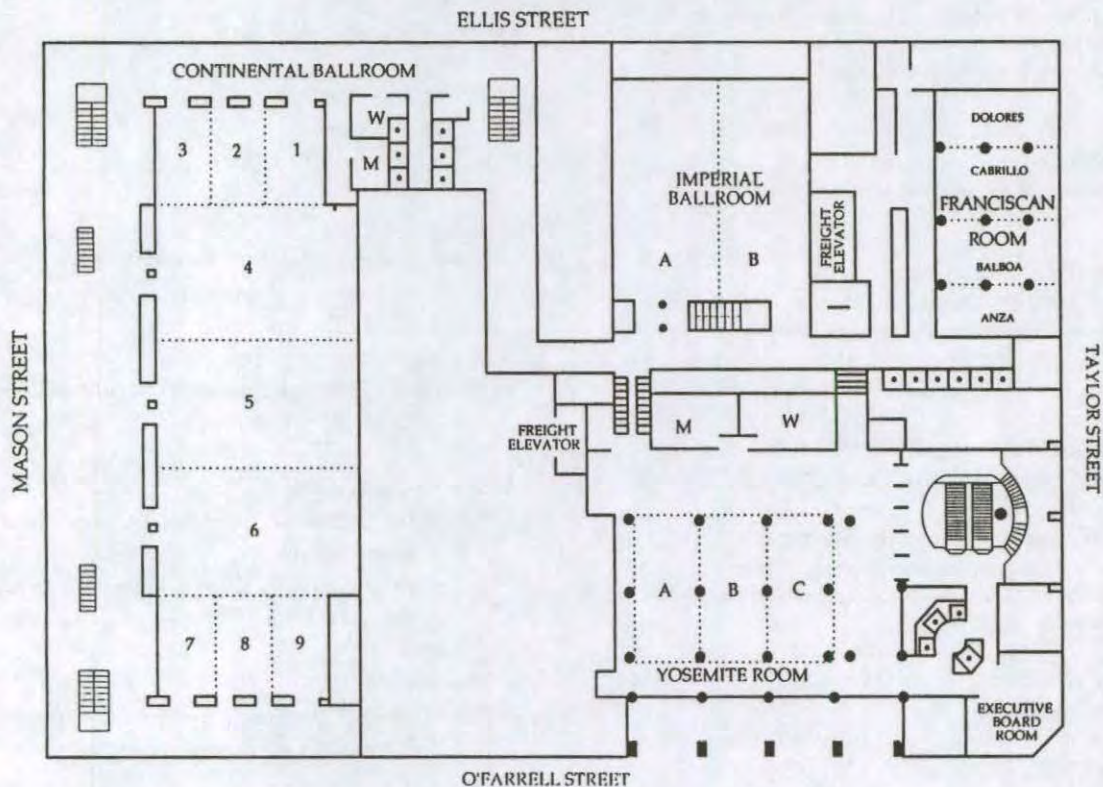 ELLIS STREET
CONTINENTAL BALLROOM
W
M
3
2
1
4
5
6
7
8
9
MASON STREET
IMPERIAL
BALLROOM
A
B
FREIGHT
ELEVATOR
DOLORES
CABRILLO
FRANCISCAN
ROOM
BALBOA
ANZA
TAYLOR STREET
FREIGHT
ELEVATOR
M
W
A
B
C
YOSEMITE ROOM
EXECUTIVE
BOARD
ROOM
O'FARRELL STREET